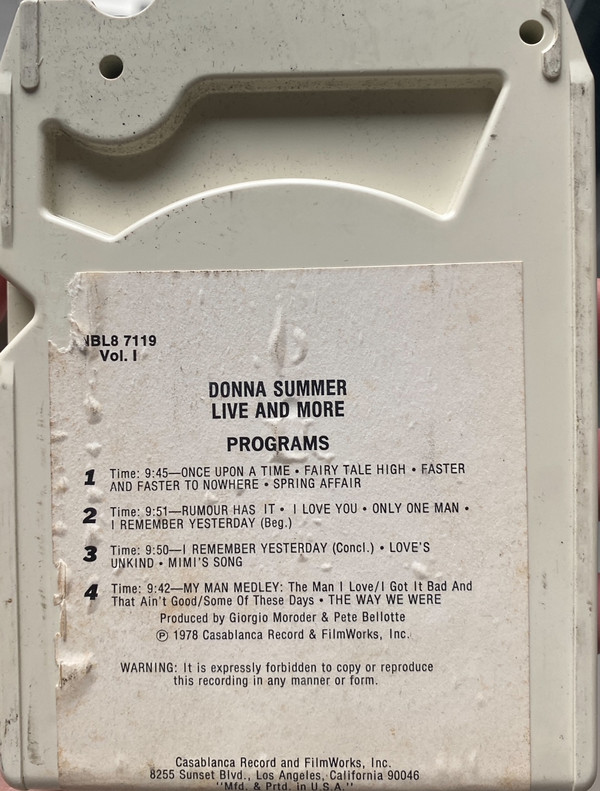 NBL8 7119
Vol. I
DONNA SUMMER
LIVE AND MORE
PROGRAMS
1 Time: 9:45—ONCE UPON A TIME • FAIRY TALE HIGH • FASTER
AND FASTER TO NOWHERE • SPRING AFFAIR
2 Time: 9:51—RUMOUR HAS IT • I LOVE YOU • ONLY ONE MAN •
I REMEMBER YESTERDAY (Beg.)
3 Time: 9:50—I REMEMBER YESTERDAY (Concl.) • LOVE'S
UNKIND • MIMI'S SONG
4 Time: 9:42—MY MAN MEDLEY: The Man I Love/I Got It Bad And
That Ain't Good/Some Of These Days • THE WAY WE WERE
Produced by Giorgio Moroder & Pete Bellotte
Ⓟ 1978 Casablanca Record & FilmWorks, Inc.
WARNING: It is expressly forbidden to copy or reproduce
this recording in any manner or form.
Casablanca Record and FilmWorks, Inc.
8255 Sunset Blvd., Los Angeles, California 90046
"Mfd. & Prtd. in U.S.A."